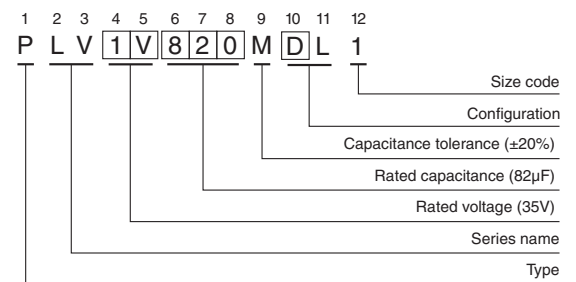 1 2 3 4 5 6 7 8 9 10 11 12
P L V 1 V 8 2 0 M D L 1
Size code
Configuration
Capacitance tolerance (±20%)
Rated capacitance (82µF)
Rated voltage (35V)
Series name
Type